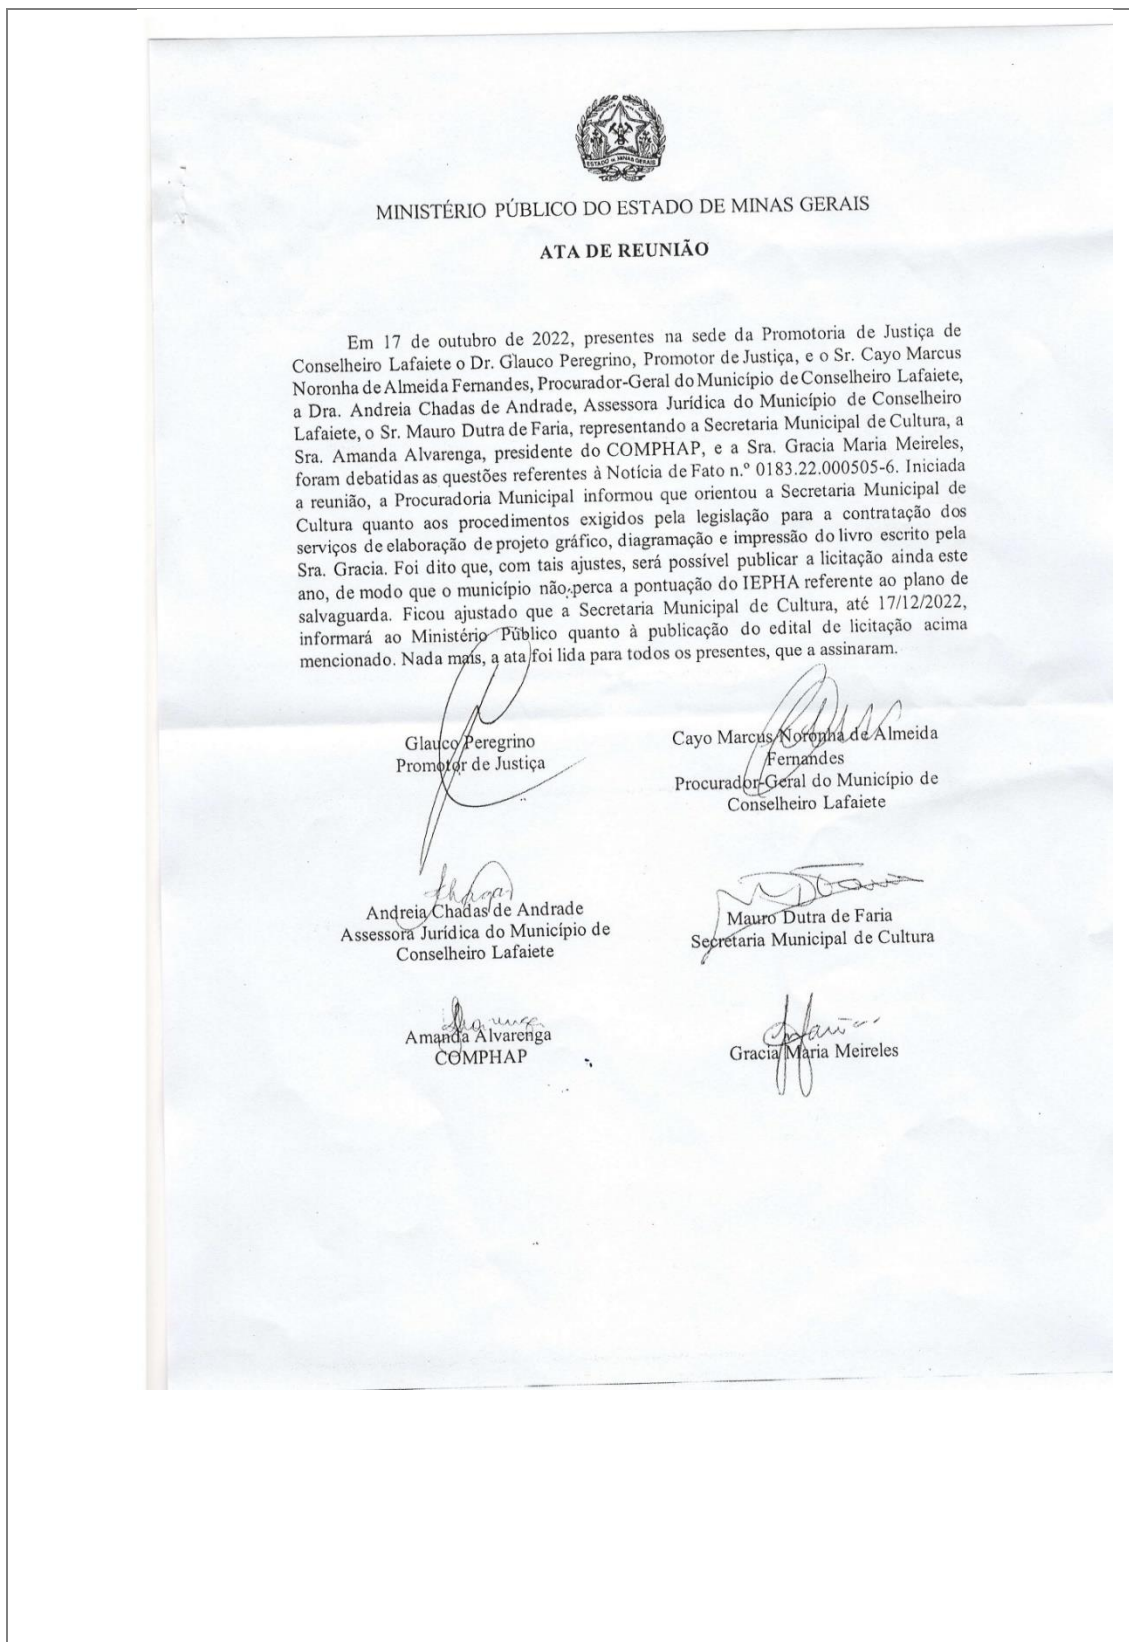 ESTADO DE MINAS GERAIS
MINISTÉRIO PÚBLICO DO ESTADO DE MINAS GERAIS
ATA DE REUNIÃO
Em 17 de outubro de 2022, presentes na sede da Promotoria de Justiça de
Conselheiro Lafaiete o Dr. Glauco Peregrino, Promotor de Justiça, e o Sr. Cayo Marcus
Noronha de Almeida Fernandes, Procurador-Geral do Município de Conselheiro Lafaiete,
a Dra. Andreia Chadas de Andrade, Assessora Jurídica do Município de Conselheiro
Lafaiete, o Sr. Mauro Dutra de Faria, representando a Secretaria Municipal de Cultura, a
Sra. Amanda Alvarenga, presidente do COMPHAP, e a Sra. Gracia Maria Meireles,
foram debatidas as questões referentes à Notícia de Fato n.º 0183.22.000505-6. Iniciada
a reunião, a Procuradoria Municipal informou que orientou a Secretaria Municipal de
Cultura quanto aos procedimentos exigidos pela legislação para a contratação dos
serviços de elaboração de projeto gráfico, diagramação e impressão do livro escrito pela
Sra. Gracia. Foi dito que, com tais ajustes, será possível publicar a licitação ainda este
ano, de modo que o município não perca a pontuação do IEPHA referente ao plano de
salvaguarda. Ficou ajustado que a Secretaria Municipal de Cultura, até 17/12/2022,
informará ao Ministério Público quanto à publicação do edital de licitação acima
mencionado. Nada mais, a ata foi lida para todos os presentes, que a assinaram.
Glauco Peregrino
Promotor de Justiça
Cayo Marcus Noronha de Almeida
Fernandes
Procurador-Geral do Município de
Conselheiro Lafaiete
Andreia Chadas de Andrade
Assessora Jurídica do Município de
Conselheiro Lafaiete
Mauro Dutra de Faria
Secretaria Municipal de Cultura
Amanda Alvarenga
COMPHAP
Gracia Maria Meireles